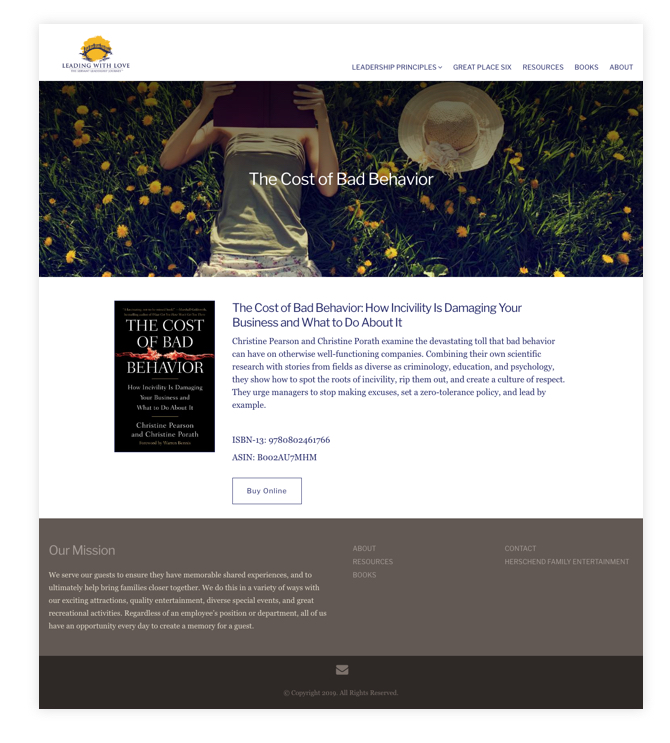 LEADING WITH LOVE
LEADERSHIP PRINCIPLES
GREAT PLACE SIX
RESOURCES
BOOKS
ABOUT
The Cost of Bad Behavior
THE COST
OF BAD
BEHAVIOR
How Incivility Is Damaging
Your Business and
What to Do About It
Christine Pearson
and Christine Porath
Foreword by Warren Bennis
The Cost of Bad Behavior: How Incivility Is Damaging Your
Business and What to Do About It
Christine Pearson and Christine Porath examine the devastating toll that bad behavior
can have on otherwise well-functioning companies. Combining their own scientific
research with stories from fields as diverse as criminology, education, and psychology,
they show how to spot the roots of incivility, rip them out, and create a culture of respect.
They urge managers to stop making excuses, set a zero-tolerance policy, and lead by
example.
ISBN-13: 9780802461766
ASIN: B002AU7MHM
Buy Online
Our Mission
We serve our guests to ensure they have memorable shared experiences, and to
ultimately help bring families closer together. We do this in a variety of ways with
our exciting attractions, quality entertainment, diverse special events, and great
recreational activities. Regardless of an employee's position or department, all of us
have an opportunity every day to create a memory for a guest.
ABOUT
RESOURCES
BOOKS
CONTACT
HERSCHEND FAMILY ENTERTAINMENT
© Copyright 2019. All Rights Reserved.